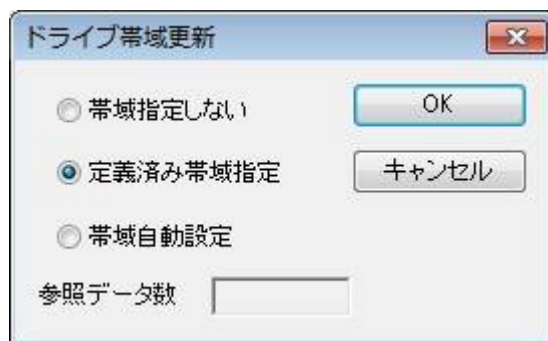 ドライブ帯域更新
帯域指定しない
OK
定義済み帯域指定
キャンセル
帯域自動設定
参照データ数